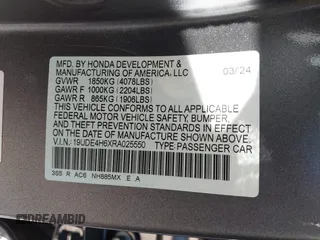 MFD. BY HONDA DEVELOPMENT & 03/24
MANUFACTURING OF AMERICA, LLC
GVWR 1850KG (4078LBS)
GAWR F 1000KG (2204LBS)
GAWR R 865KG (1906LBS)
THIS VEHICLE CONFORMS TO ALL APPLICABLE
FEDERAL MOTOR VEHICLE SAFETY, BUMPER,
AND THEFT PREVENTION STANDARDS IN EFFECT
ON THE DATE OF MANUFACTURE SHOWN ABOVE.
V.I.N.: 19UDE4H6XRA025550 TYPE: PASSENGER CAR
3S5 R AC6 NH885MX E A
DREAMBID